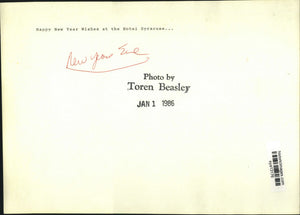 Happy New Year Wishes at the Hotel Syracuse...
New Year Eve
Photo by
Toren Beasley
JAN 1 1986